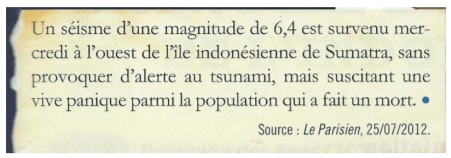 Un séisme d'une magnitude de 6,4 est survenu mer-
credi à l'ouest de l'île indonésienne de Sumatra, sans
provoquer d'alerte au tsunami, mais suscitant une
vive panique parmi la population qui a fait un mort. •
Source : Le Parisien, 25/07/2012.